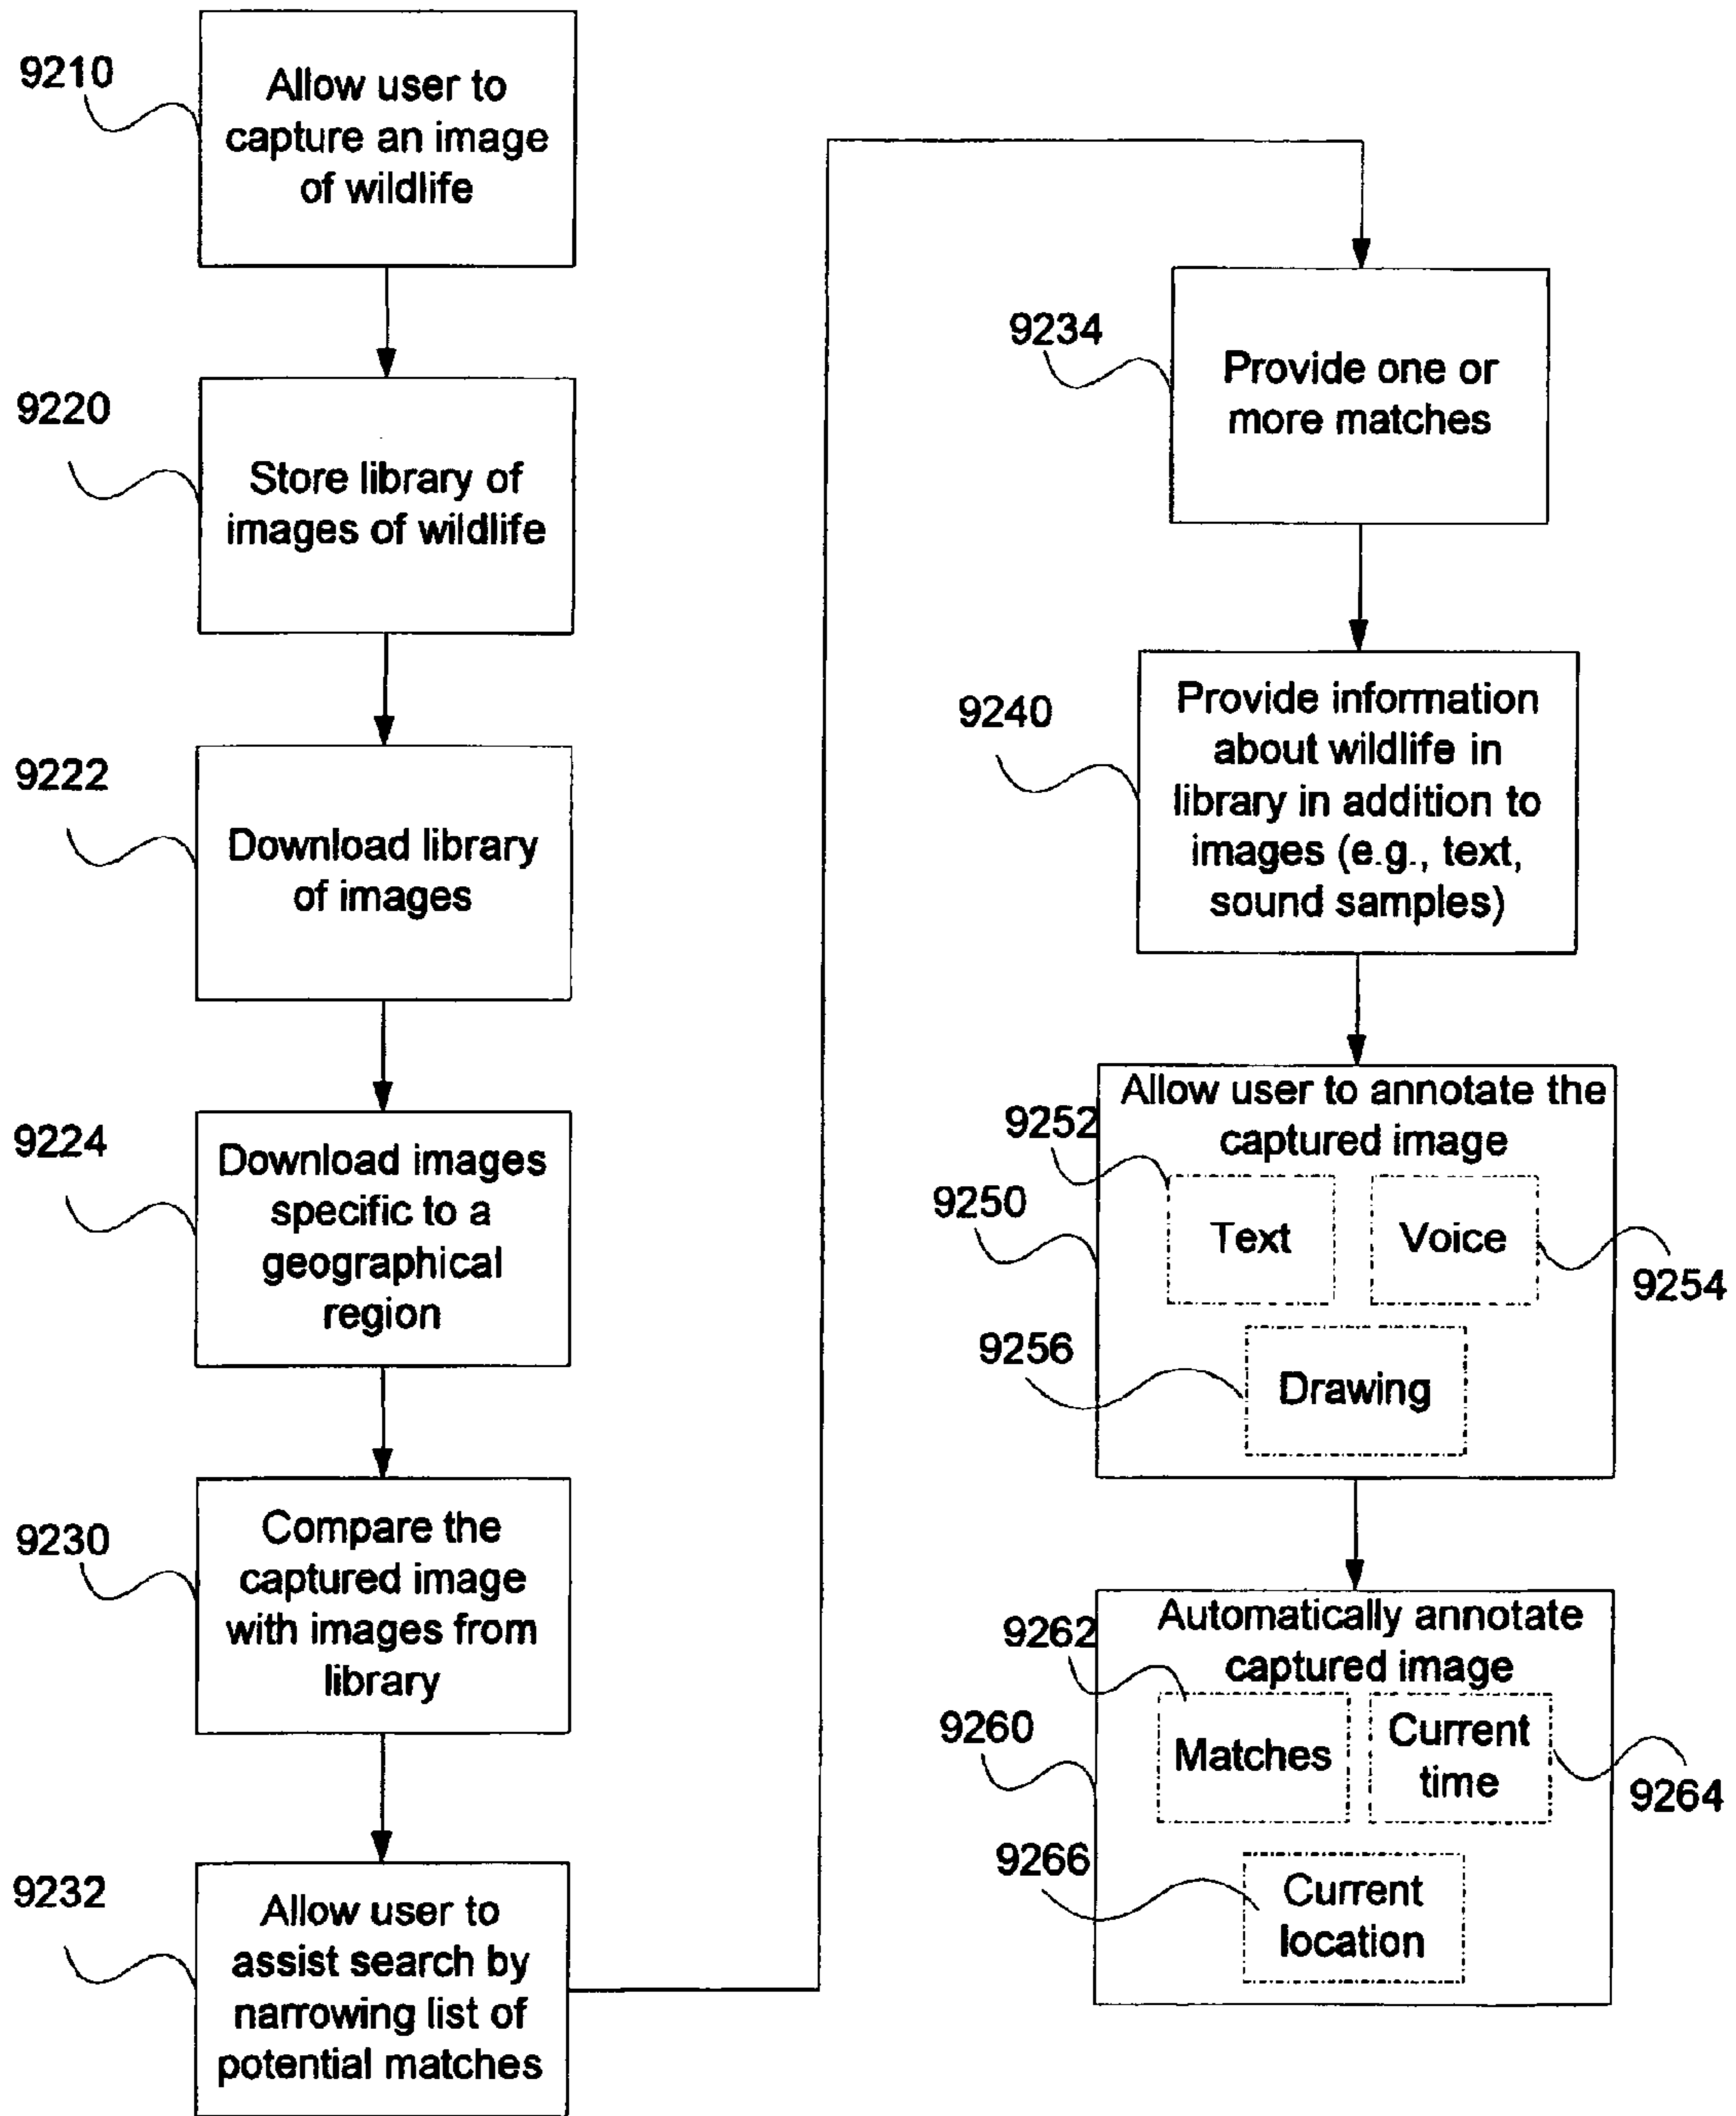 9210
Allow user to
capture an image
of wildlife
9220
Store library of
images of wildlife
9222
Download library
of images
9224
Download images
specific to a
geographical
region
9230
Compare the
captured image
with images from
library
9232
Allow user to
assist search by
narrowing list of
potential matches
9234
Provide one or
more matches
9240
Provide information
about wildlife in
library in addition to
images (e.g., text,
sound samples)
9250
Allow user to annotate the
captured image
9252
Text
Voice
9254
9256
Drawing
9260
Automatically annotate
captured image
9262
Matches
Current
time
9264
9266
Current
location